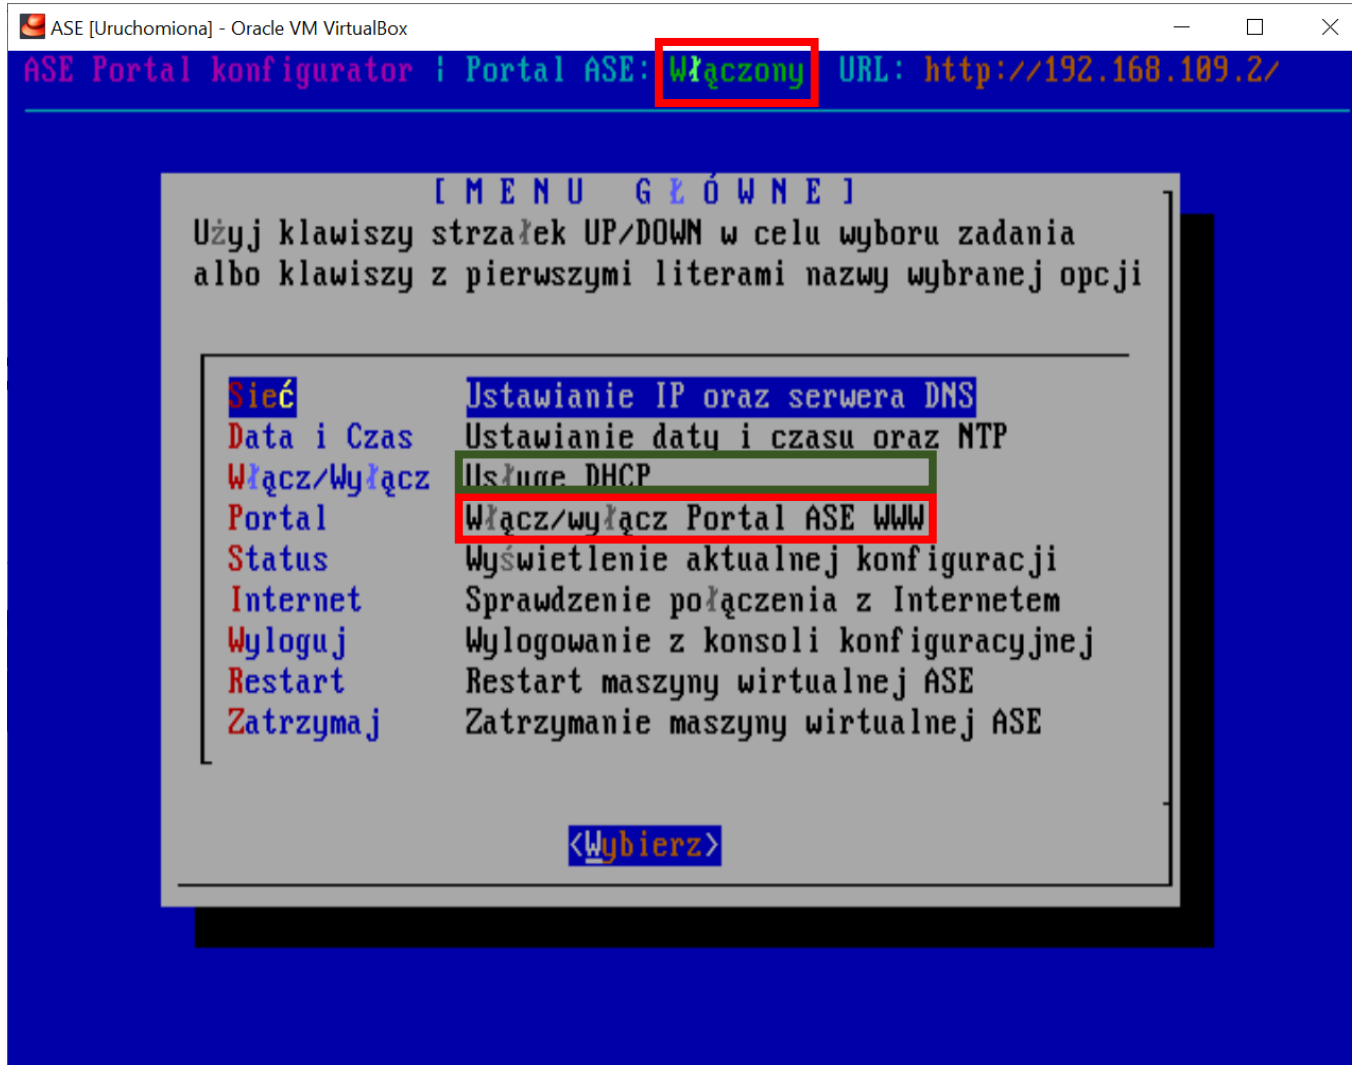 ASE [Uruchomiona] - Oracle VM VirtualBox
ASE Portal konfigurator | Portal ASE: Włączony URL: http://192.168.109.2/
[ M E N U G Ł Ó W N E ]
Użyj klawiszy strzałek UP/DOWN w celu wyboru zadania
albo klawiszy z pierwszymi literami nazwy wybranej opcji
Sieć Ustawianie IP oraz serwera DNS
Data i Czas Ustawianie daty i czasu oraz NTP
Włącz/Wyłącz Usługę DHCP
Portal Włącz/wyłącz Portal ASE WWW
Status Wyświetlenie aktualnej konfiguracji
Internet Sprawdzenie połączenia z Internetem
Wyloguj Wylogowanie z konsoli konfiguracyjnej
Restart Restart maszyny wirtualnej ASE
Zatrzymaj Zatrzymanie maszyny wirtualnej ASE
<Wybierz>